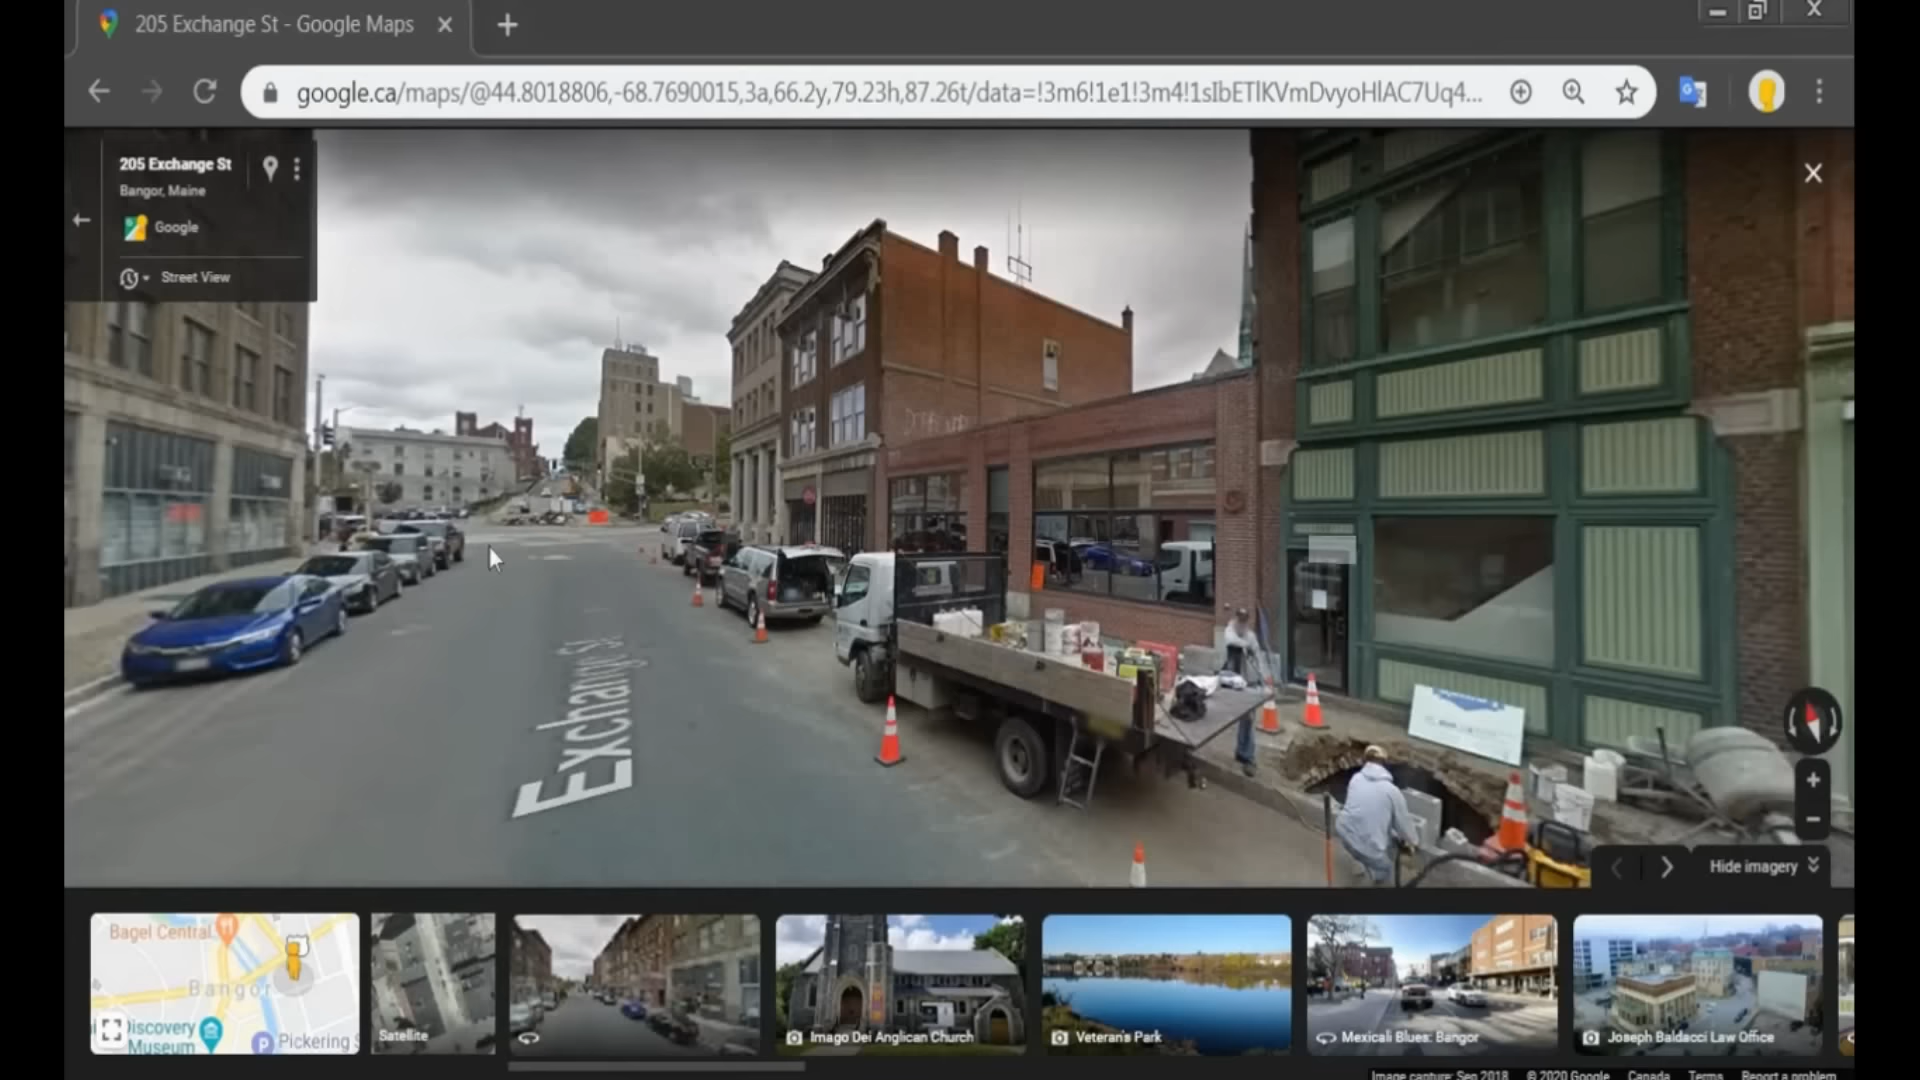 205 Exchange St - Google Maps
google.ca/maps/@44.8018806,-68.7690015,3a,66.2y,79.23h,87.26t/data=!3m6!1e1!3m4!1sIbETlKVmDvyoHlAC7Uq4...
205 Exchange St
Bangor, Maine
Google
Street View
Exchange St
Hide imagery
Bagel Central
Bangor
Discovery
Museum
Pickering
Satellite
Imago Dei Anglican Church
Veteran's Park
Mexicali Blues: Bangor
Joseph Baldacci Law Office
Image capture: Sep 2018 © 2020 Google Canada Terms Report a problem